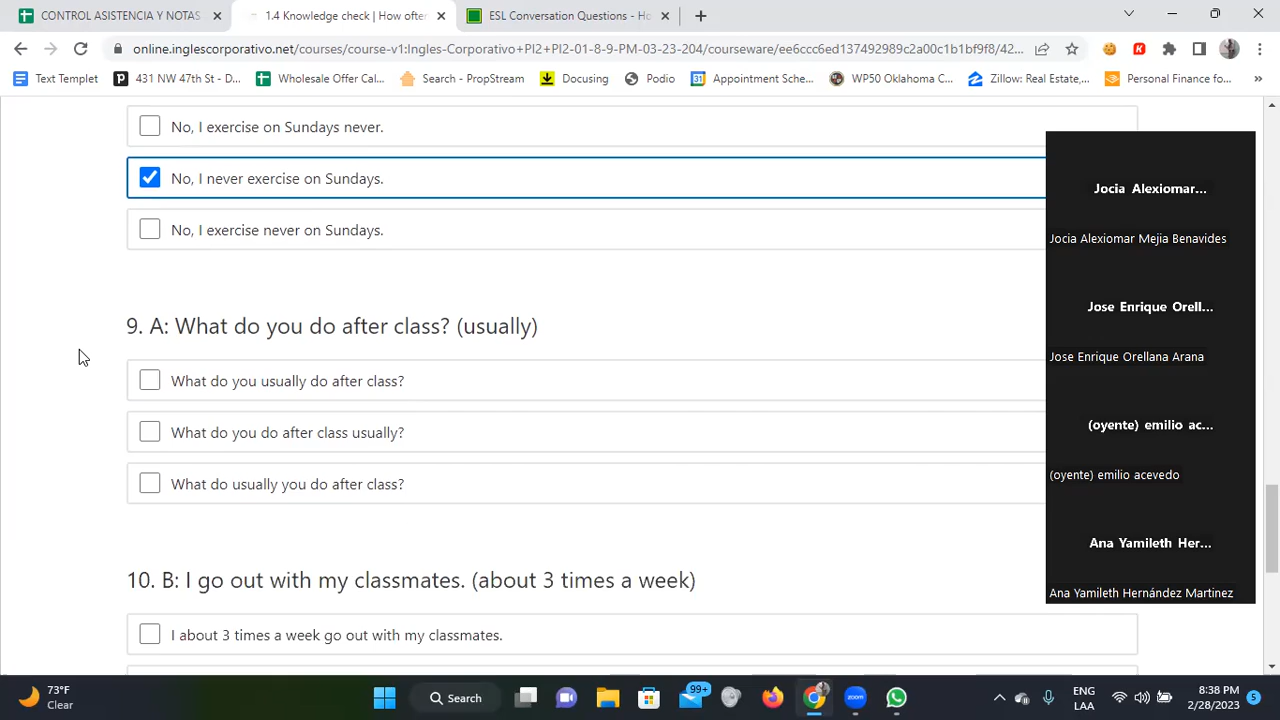 CONTROL ASISTENCIA Y NOTAS
1.4 Knowledge check | How ofte
ESL Conversation Questions - Ho
online.inglescorporativo.net/courses/course-v1:Ingles-Corporativo+PI2+PI2-01-8-9-PM-03-23-204/courseware/ee6ccc6ed137492989c2a00c1b1bf9f8/42...
Text Templet
431 NW 47th St - D...
Wholesale Offer Cal...
Search - PropStream
Docusing
Podio
Appointment Sche...
WP50 Oklahoma C...
Zillow: Real Estate,...
Personal Finance fo...
»
No, I exercise on Sundays never.
No, I never exercise on Sundays.
No, I exercise never on Sundays.
9. A: What do you do after class? (usually)
What do you usually do after class?
What do you do after class usually?
What do usually you do after class?
10. B: I go out with my classmates. (about 3 times a week)
I about 3 times a week go out with my classmates.
Jocia Alexiomar...
Jocia Alexiomar Mejia Benavides
Jose Enrique Orell...
Jose Enrique Orellana Arana
(oyente) emilio ac...
(oyente) emilio acevedo
Ana Yamileth Her...
Ana Yamileth Hernández Martinez
73°F
Clear
Search
99+
ENG
LAA
8:38 PM
2/28/2023
5